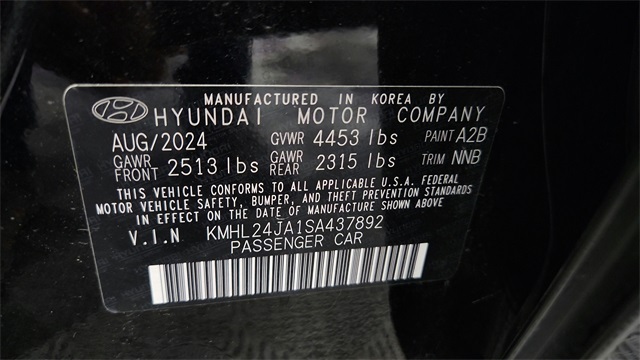 MANUFACTURED IN KOREA BY
HYUNDAI MOTOR COMPANY
AUG/2024 GVWR 4453 lbs PAINT A2B
GAWR FRONT 2513 lbs GAWR REAR 2315 lbs TRIM NNB
THIS VEHICLE CONFORMS TO ALL APPLICABLE U.S.A. FEDERAL
MOTOR VEHICLE SAFETY, BUMPER, AND THEFT PREVENTION STANDARDS
IN EFFECT ON THE DATE OF MANUFACTURE SHOWN ABOVE
V.I.N KMHL24JA1SA437892
PASSENGER CAR